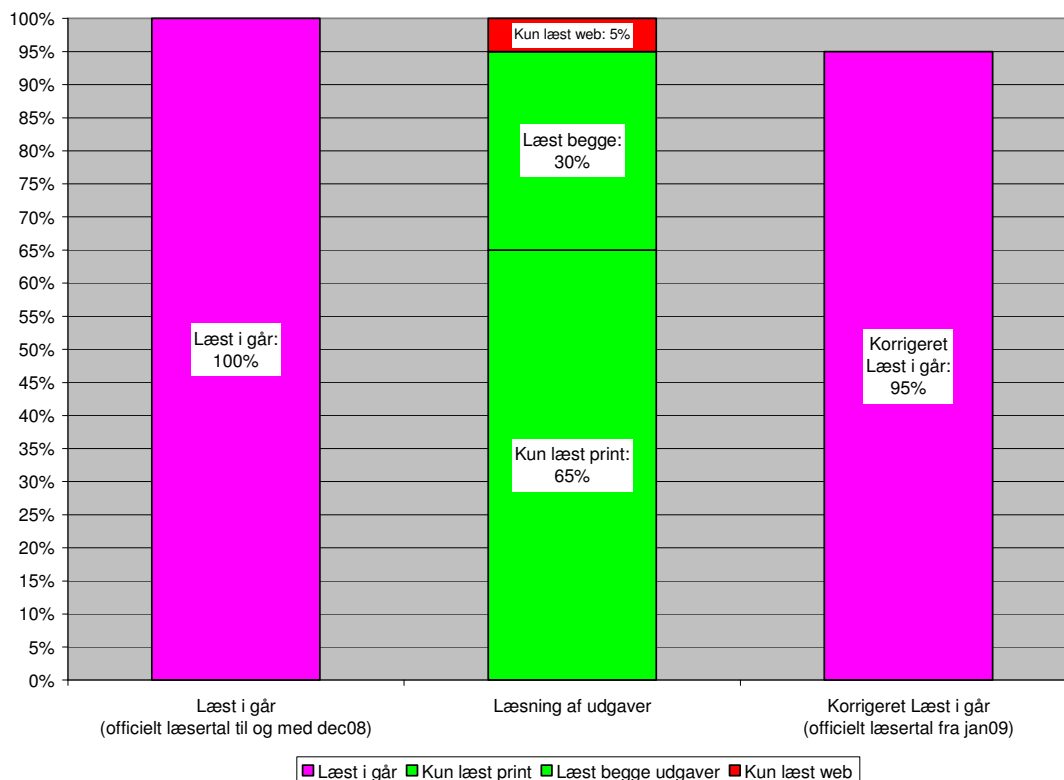 100%
95%
90%
85%
80%
75%
70%
65%
60%
55%
50%
45%
40%
35%
30%
25%
20%
15%
10%
5%
0%
Læst i går:
100%
Kun læst web: 5%
Læst begge:
30%
Kun læst print:
65%
Korrigeret
Læst i går:
95%
Læst i går
(officielt læsertal til og med dec08)
Læsning af udgaver
Korrigeret Læst i går
(officielt læsertal fra jan09)
Læst i går Kun læst print Læst begge udgaver Kun læst web